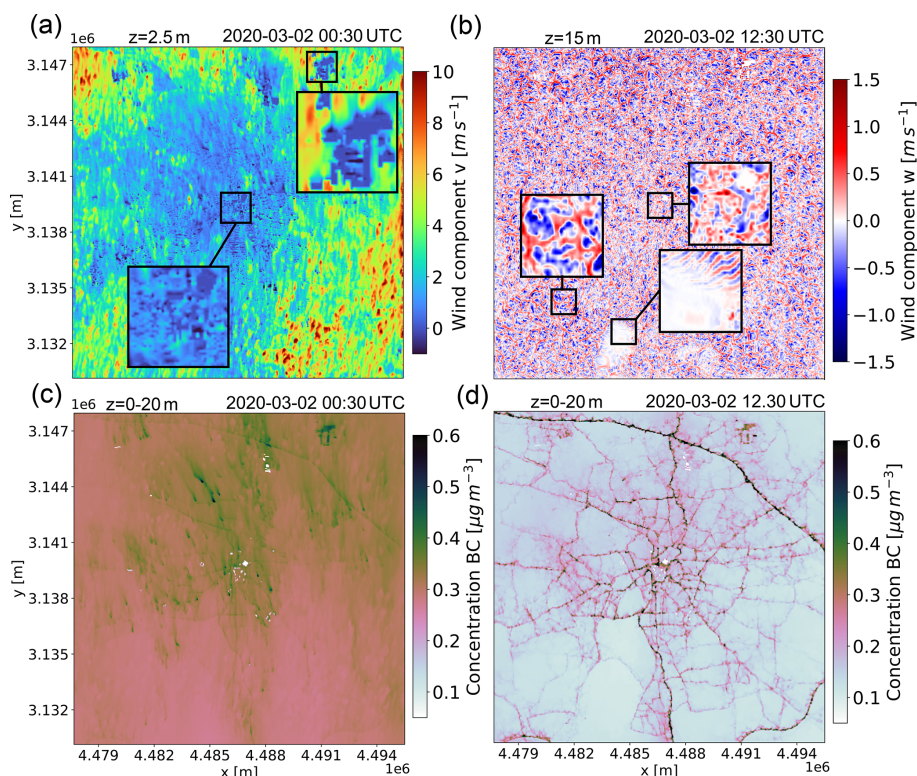 (a)
z=2.5 m 2020-03-02 00:30 UTC
1e6
3.147
3.144
3.141
3.138
3.135
3.132
y [m]
10
8
6
4
2
0
Wind component v [m s⁻¹]
(b)
z=15 m 2020-03-02 12:30 UTC
1.5
1.0
0.5
0.0
−0.5
−1.0
−1.5
Wind component w [m s⁻¹]
(c)
1e6 z=0-20 m 2020-03-02 00:30 UTC
3.147
3.144
3.141
3.138
3.135
3.132
y [m]
4.479 4.482 4.485 4.488 4.491 4.494
x [m]
1e6
0.6
0.5
0.4
0.3
0.2
0.1
Concentration BC [μg m⁻³]
(d)
z=0-20 m 2020-03-02 12.30 UTC
4.479 4.482 4.485 4.488 4.491 4.494
x [m]
1e6
0.6
0.5
0.4
0.3
0.2
0.1
Concentration BC [μg m⁻³]